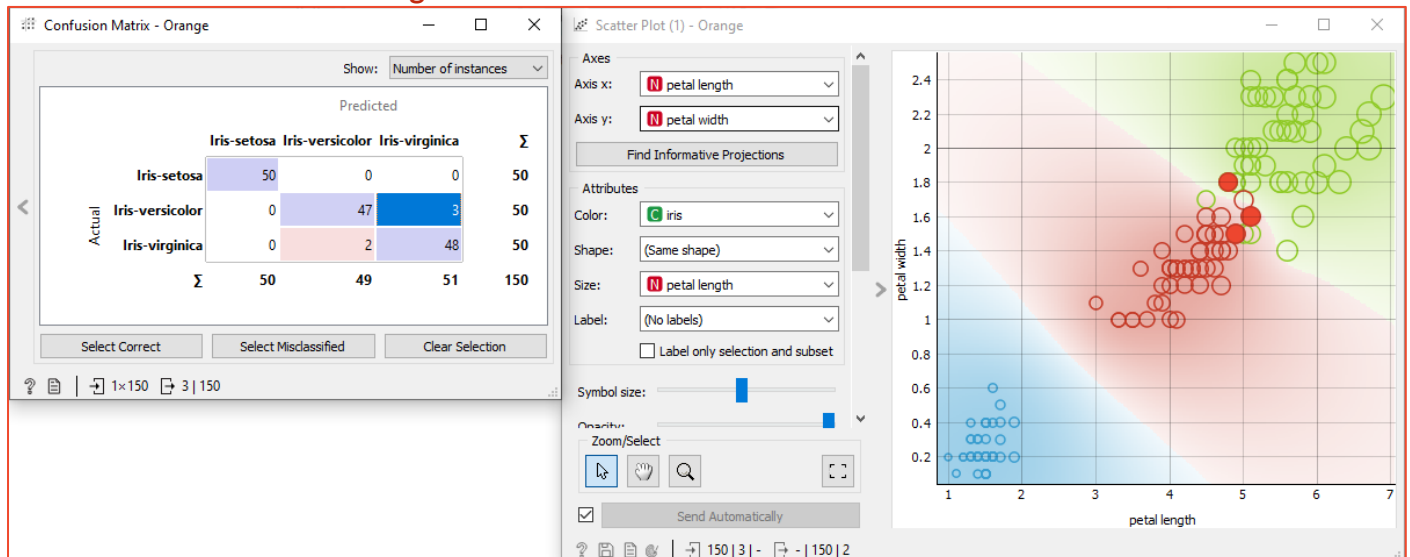 Confusion Matrix - Orange
Show: Number of instances
Predicted
Iris-setosa Iris-versicolor Iris-virginica Σ
Iris-setosa 50 0 0 50
Actual
Iris-versicolor 0 47 3 50
Iris-virginica 0 2 48 50
Σ 50 49 51 150
Select Correct Select Misclassified Clear Selection
? 1×150 3 | 150
Scatter Plot (1) - Orange
Axes
Axis x: N petal length
Axis y: N petal width
Find Informative Projections
Attributes
Color: C iris
Shape: (Same shape)
Size: N petal length
Label: (No labels)
Label only selection and subset
Symbol size:
Opacity:
Zoom/Select
Send Automatically
? 150 | 3 | - - | 150 | 2
petal width
2.4
2.2
2
1.8
1.6
1.4
1.2
1
0.8
0.6
0.4
0.2
1 2 3 4 5 6 7
petal length